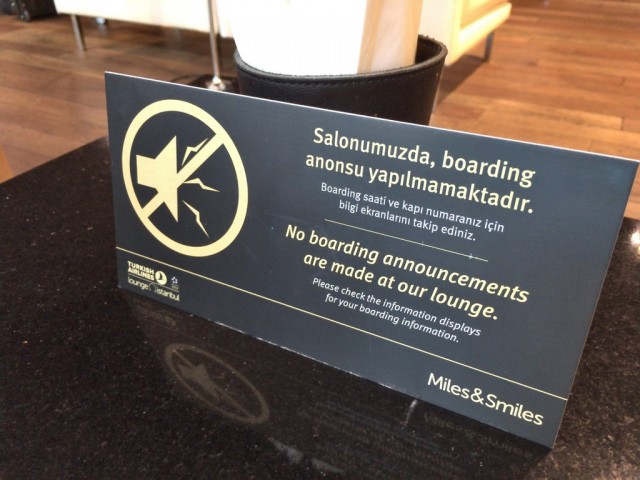 Salonumuzda, boarding
anonsu yapılmamaktadır.
Boarding saati ve kapı numaranız için
bilgi ekranlarını takip ediniz.
No boarding announcements
are made at our lounge.
Please check the information displays
for your boarding information.
TURKISH
AIRLINES
lounge istanbul
Miles&Smiles